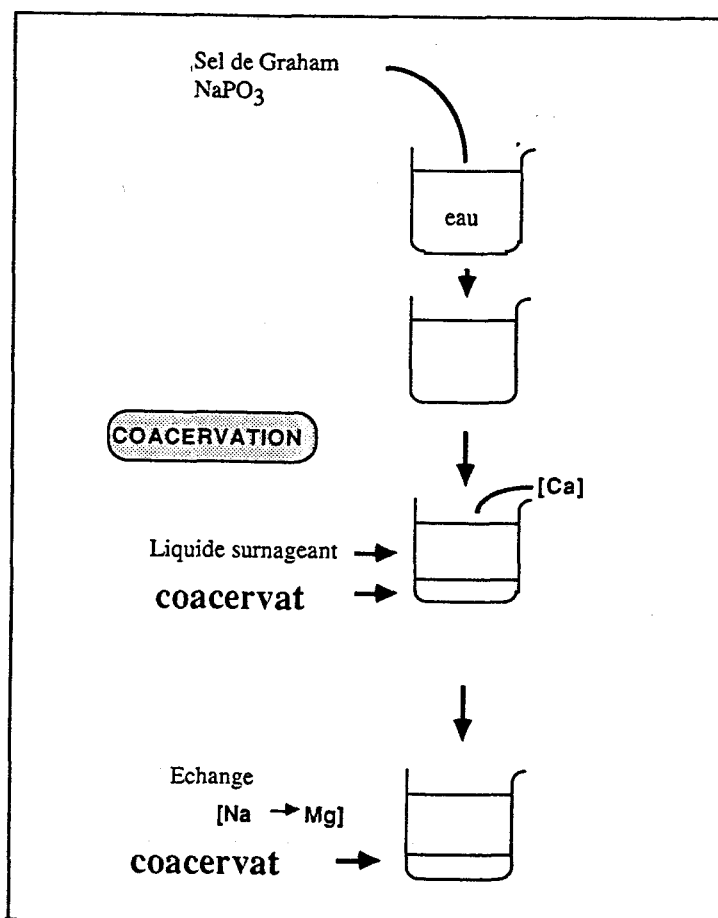 Sel de Graham
NaPO3
eau
COACERVATION
[Ca]
Liquide surnageant
coacervat
Echange
[Na → Mg]
coacervat